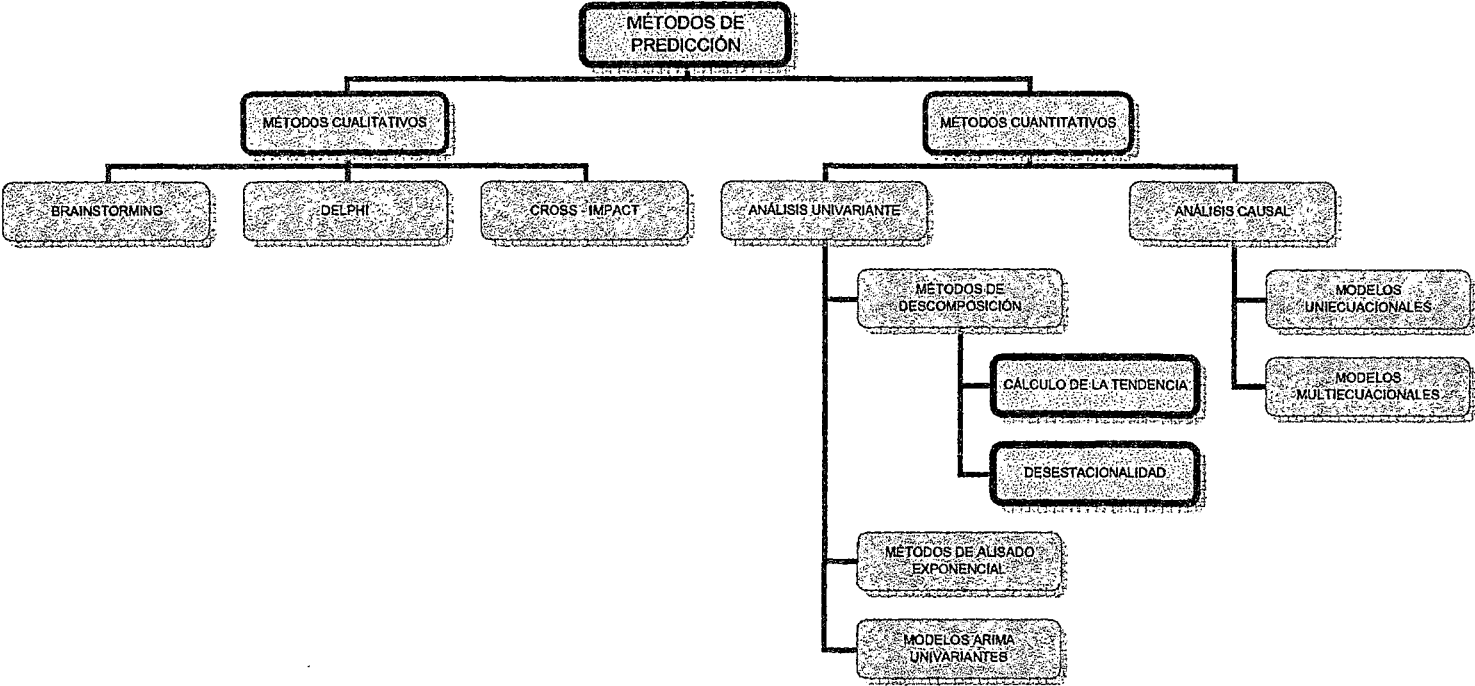 MÉTODOS DE
PREDICCIÓN
MÉTODOS CUALITATIVOS
MÉTODOS CUANTITATIVOS
BRAINSTORMING
DELPHI
CROSS - IMPACT
ANÁLISIS UNIVARIANTE
ANÁLISIS CAUSAL
MÉTODOS DE
DESCOMPOSICIÓN
CÁLCULO DE LA TENDENCIA
DESESTACIONALIDAD
MÉTODOS DE ALISADO
EXPONENCIAL
MODELOS ARIMA
UNIVARIANTES
MODELOS
UNIECUACIONALES
MODELOS
MULTIECUACIONALES